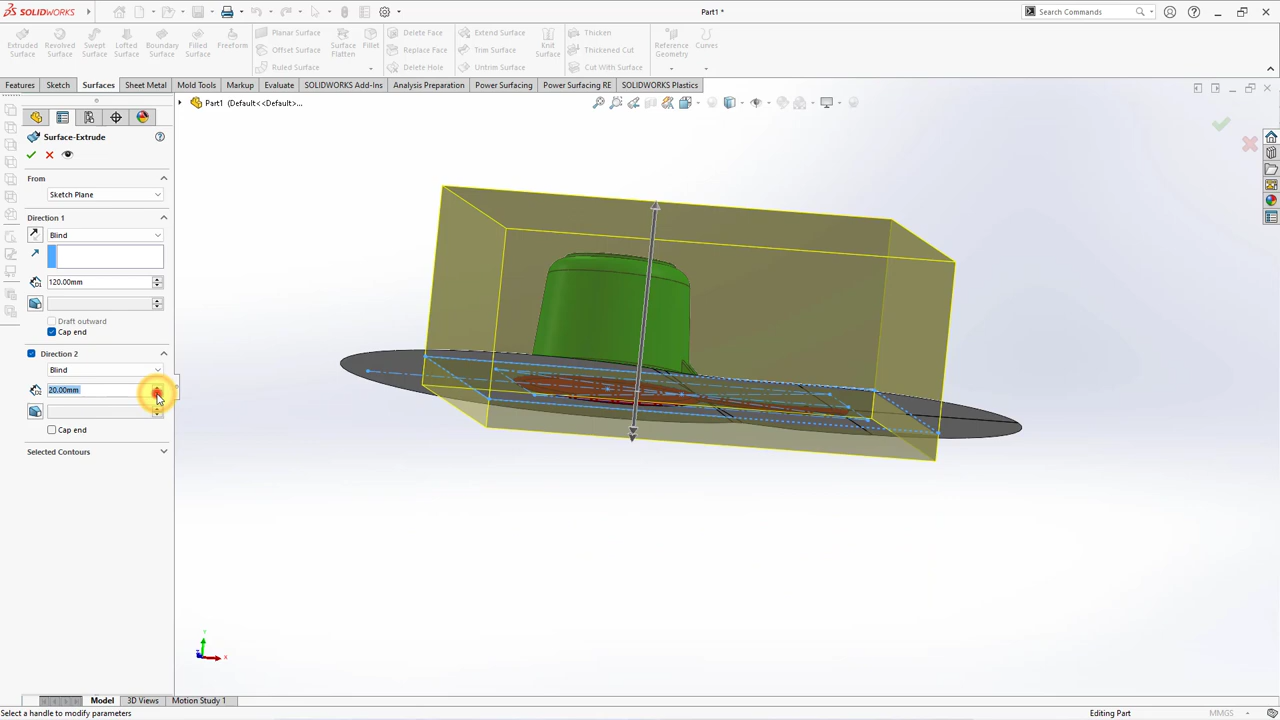 SOLIDWORKS
Part1 *
Search Commands
Extruded Surface
Revolved Surface
Swept Surface
Lofted Surface
Boundary Surface
Filled Surface
Freeform
Planar Surface
Offset Surface
Ruled Surface
Surface Flatten
Fillet
Delete Face
Replace Face
Delete Hole
Extend Surface
Trim Surface
Untrim Surface
Knit Surface
Thicken
Thickened Cut
Cut With Surface
Reference Geometry
Curves
Features
Sketch
Surfaces
Sheet Metal
Mold Tools
Markup
Evaluate
SOLIDWORKS Add-Ins
Analysis Preparation
Power Surfacing
Power Surfacing RE
SOLIDWORKS Plastics
Part1 (Default<<Default>...
Surface-Extrude
From
Sketch Plane
Direction 1
Blind
120.00mm
Draft outward
Cap end
Direction 2
Blind
20.00mm
Cap end
Selected Contours
Y
X
Model
3D Views
Motion Study 1
Select a handle to modify parameters
Editing Part
MMGS